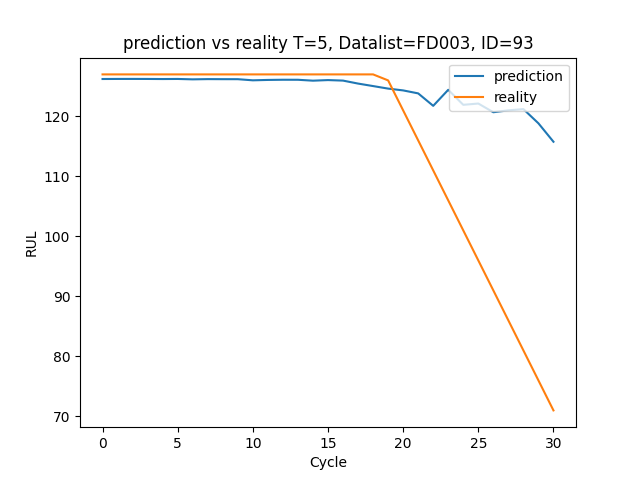 prediction vs reality T=5, Datalist=FD003, ID=93
prediction
reality
120
110
100
90
80
70
RUL
0 5 10 15 20 25 30
Cycle